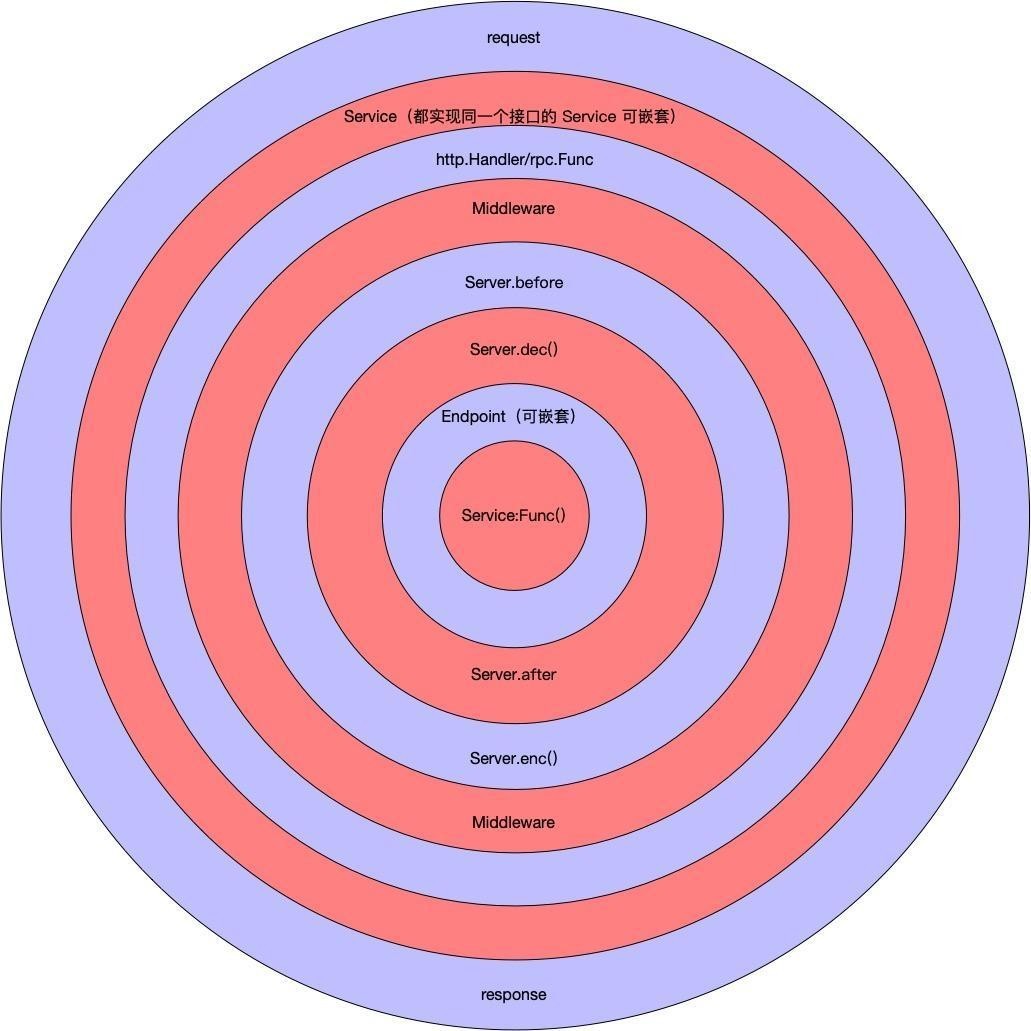 request
Service（都实现同一个接口的 Service 可嵌套）
http.Handler/rpc.Func
Middleware
Server.before
Server.dec()
Endpoint（可嵌套）
Service:Func()
Server.after
Server.enc()
Middleware
response